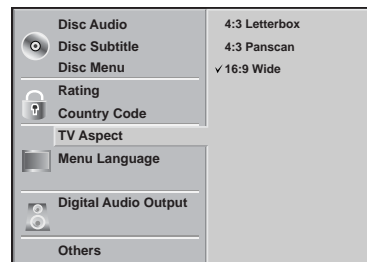 Disc Audio
Disc Subtitle
Disc Menu
Rating
Country Code
TV Aspect
Menu Language
Digital Audio Output
Others
4:3 Letterbox
4:3 Panscan
✓ 16:9 Wide